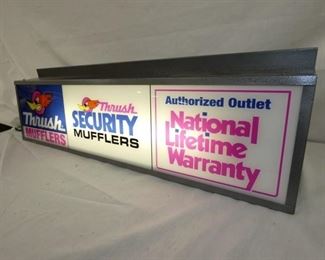 Thrush
MUFFLERS
Thrush
SECURITY
MUFFLERS
Authorized Outlet
National
Lifetime
Warranty